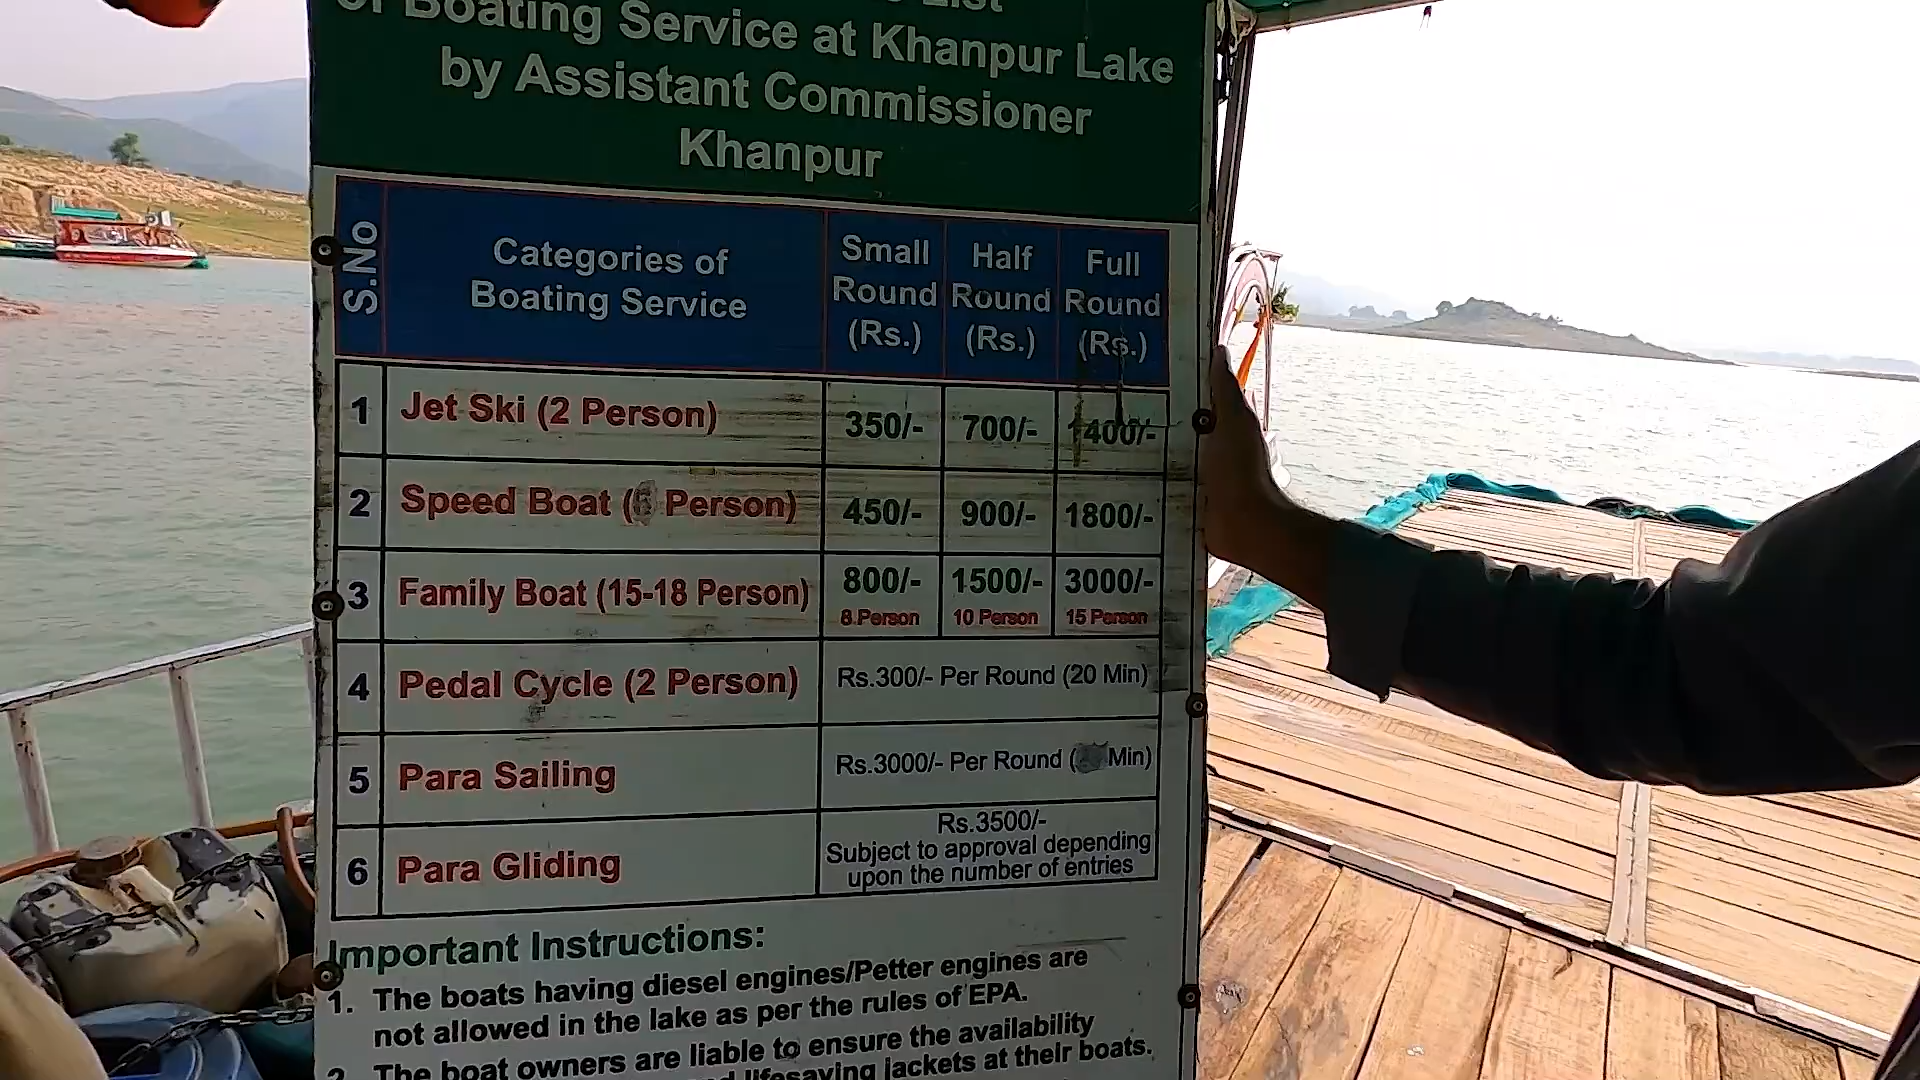 List
of Boating Service at Khanpur Lake
by Assistant Commissioner
Khanpur
S.No
Categories of
Boating Service
Small
Round
(Rs.)
Half
Round
(Rs.)
Full
Round
(Rs.)
1 Jet Ski (2 Person) 350/- 700/- 1400/-
2 Speed Boat ( Person) 450/- 900/- 1800/-
3 Family Boat (15-18 Person) 800/- 1500/- 3000/-
8 Person 10 Person 15 Person
4 Pedal Cycle (2 Person) Rs.300/- Per Round (20 Min)
5 Para Sailing Rs.3000/- Per Round ( Min)
6 Para Gliding Rs.3500/-
Subject to approval depending
upon the number of entries
Important Instructions:
1. The boats having diesel engines/Petter engines are
not allowed in the lake as per the rules of EPA.
2. The boat owners are liable to ensure the availability
lifesaving jackets at their boats.